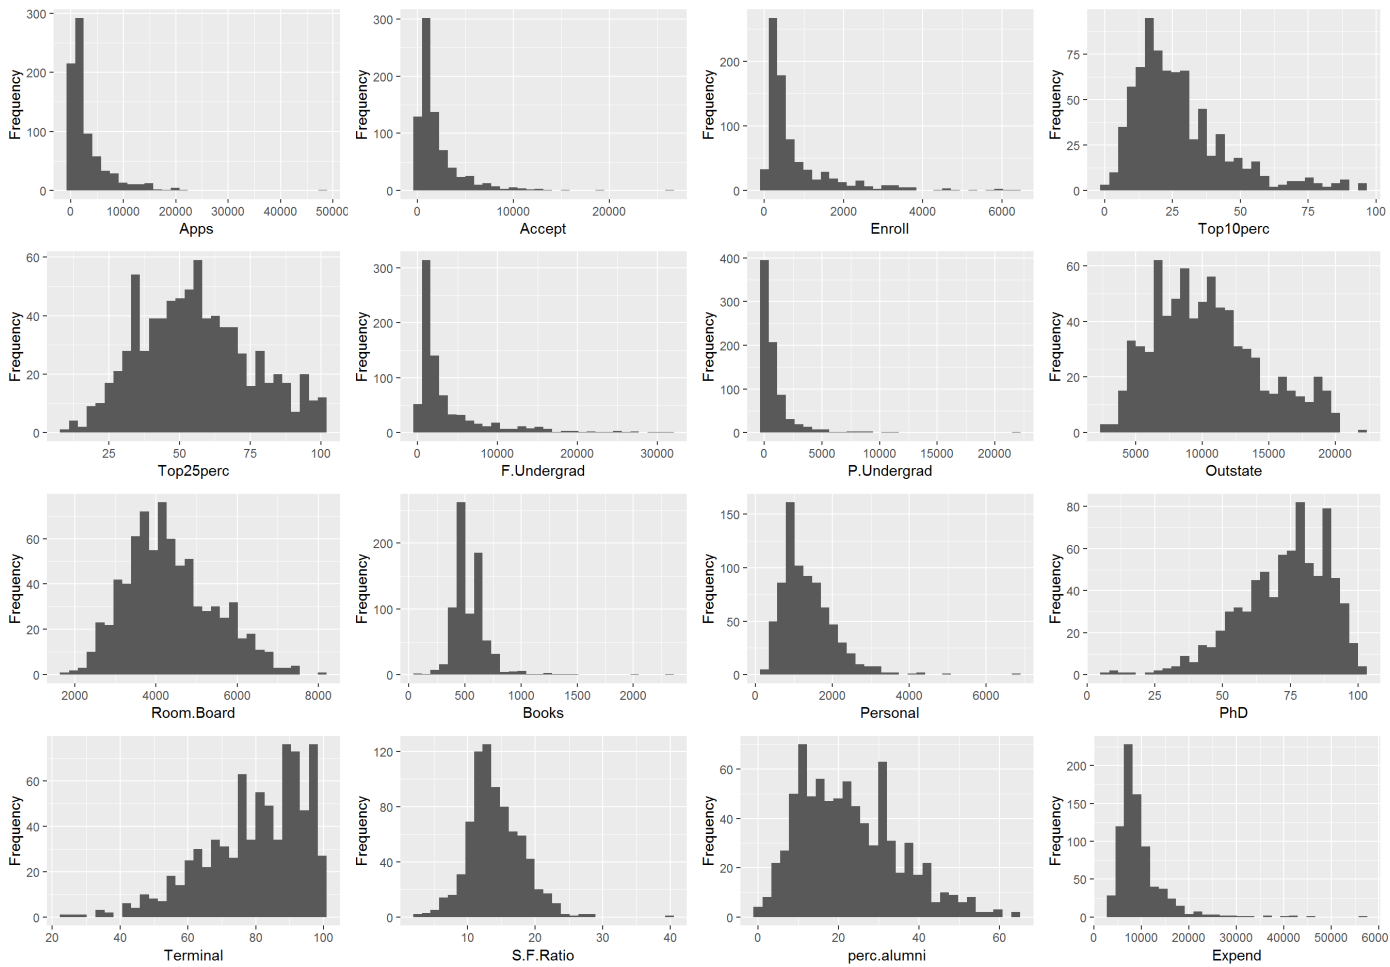 300
200
100
0
Frequency
0 10000 20000 30000 40000 5000
Apps
300
200
100
0
Frequency
0 10000 20000
Accept
200
100
0
Frequency
0 2000 4000 6000
Enroll
75
50
25
0
Frequency
0 25 50 75 100
Top10perc
60
40
20
0
Frequency
25 50 75 100
Top25perc
300
200
100
0
Frequency
0 10000 20000 30000
F.Undergrad
400
300
200
100
0
Frequency
0 5000 10000 15000 20000
P.Undergrad
60
40
20
0
Frequency
5000 10000 15000 20000
Outstate
60
40
20
0
Frequency
2000 4000 6000 8000
Room.Board
200
100
0
Frequency
0 500 1000 1500 2000
Books
150
100
50
0
Frequency
0 2000 4000 6000
Personal
80
60
40
20
0
Frequency
0 25 50 75 100
PhD
60
40
20
0
Frequency
20 40 60 80 100
Terminal
120
80
40
0
Frequency
10 20 30 40
S.F.Ratio
60
40
20
0
Frequency
0 20 40 60
perc.alumni
200
150
100
50
0
Frequency
0 10000 20000 30000 40000 50000 6000
Expend